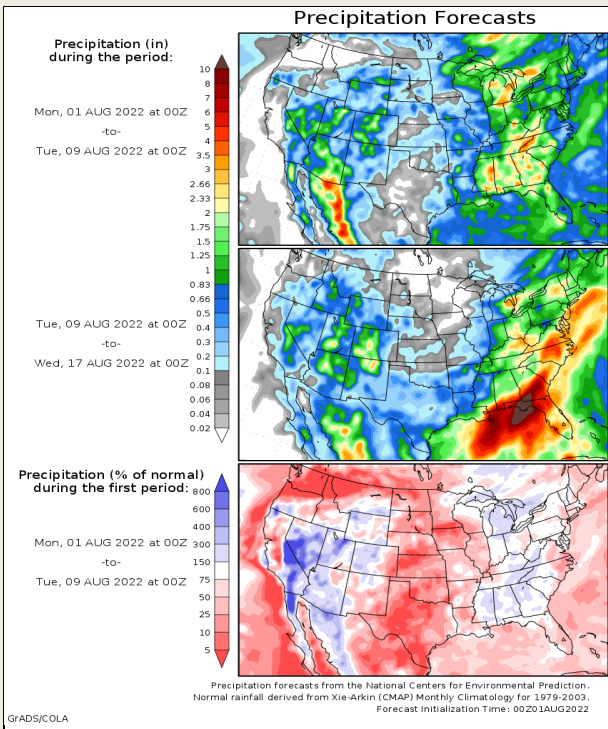 Precipitation Forecasts
Precipitation (in)
during the period:
Mon, 01 AUG 2022 at 00Z
-to-
Tue, 09 AUG 2022 at 00Z
10
8
7
6
5
4
3.5
3
2.66
2.33
2
1.75
1.5
1.25
1
0.83
0.66
0.5
0.4
0.3
0.2
0.1
0.08
0.06
0.04
0.02
Tue, 09 AUG 2022 at 00Z
-to-
Wed, 17 AUG 2022 at 00Z
Precipitation (% of normal)
during the first period:
Mon, 01 AUG 2022 at 00Z
-to-
Tue, 09 AUG 2022 at 00Z
800
600
400
300
150
75
50
25
10
5
Precipitation forecasts from the National Centers for Environmental Prediction.
Normal rainfall derived from Xie-Arkin (CMAP) Monthly Climatology for 1979-2003.
Forecast Initialization Time: 00Z01AUG2022
GrADS/COLA